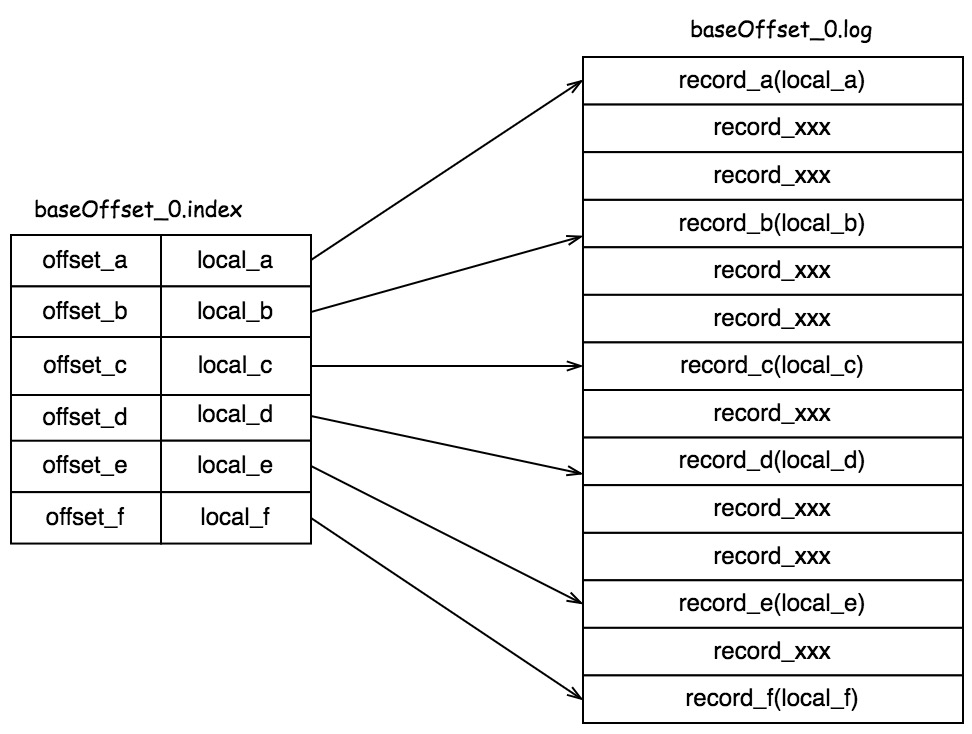 baseOffset_0.index
offset_a local_a
offset_b local_b
offset_c local_c
offset_d local_d
offset_e local_e
offset_f local_f
baseOffset_0.log
record_a(local_a)
record_xxx
record_xxx
record_b(local_b)
record_xxx
record_xxx
record_c(local_c)
record_xxx
record_d(local_d)
record_xxx
record_xxx
record_e(local_e)
record_xxx
record_f(local_f)